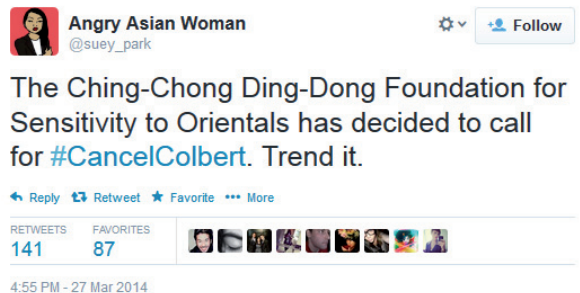 Angry Asian Woman
@suey_park
Follow
The Ching-Chong Ding-Dong Foundation for
Sensitivity to Orientals has decided to call
for #CancelColbert. Trend it.
Reply Retweet Favorite ••• More
RETWEETS FAVORITES
141 87
4:55 PM - 27 Mar 2014